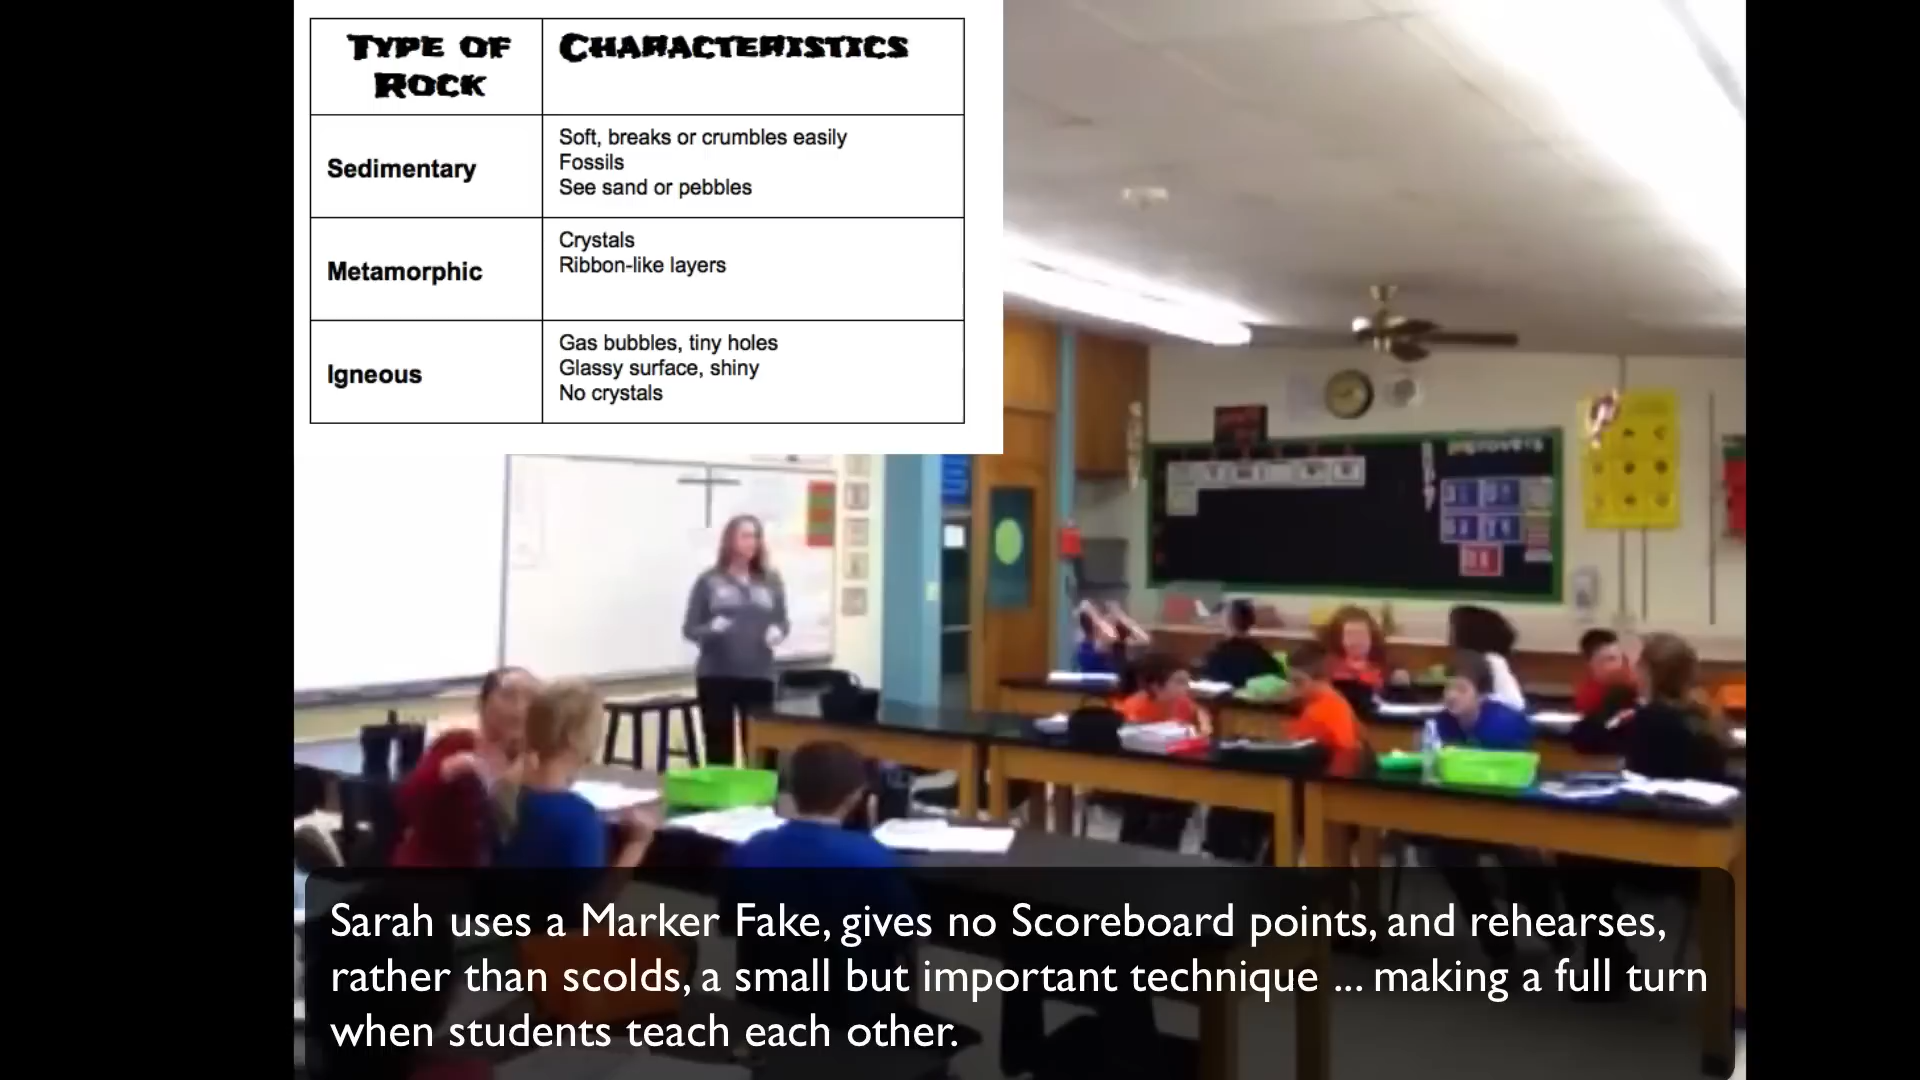 TYPE OF
ROCK
CHARACTERISTICS
Sedimentary
Soft, breaks or crumbles easily
Fossils
See sand or pebbles
Metamorphic
Crystals
Ribbon-like layers
Igneous
Gas bubbles, tiny holes
Glassy surface, shiny
No crystals
Sarah uses a Marker Fake, gives no Scoreboard points, and rehearses,
rather than scolds, a small but important technique ... making a full turn
when students teach each other.